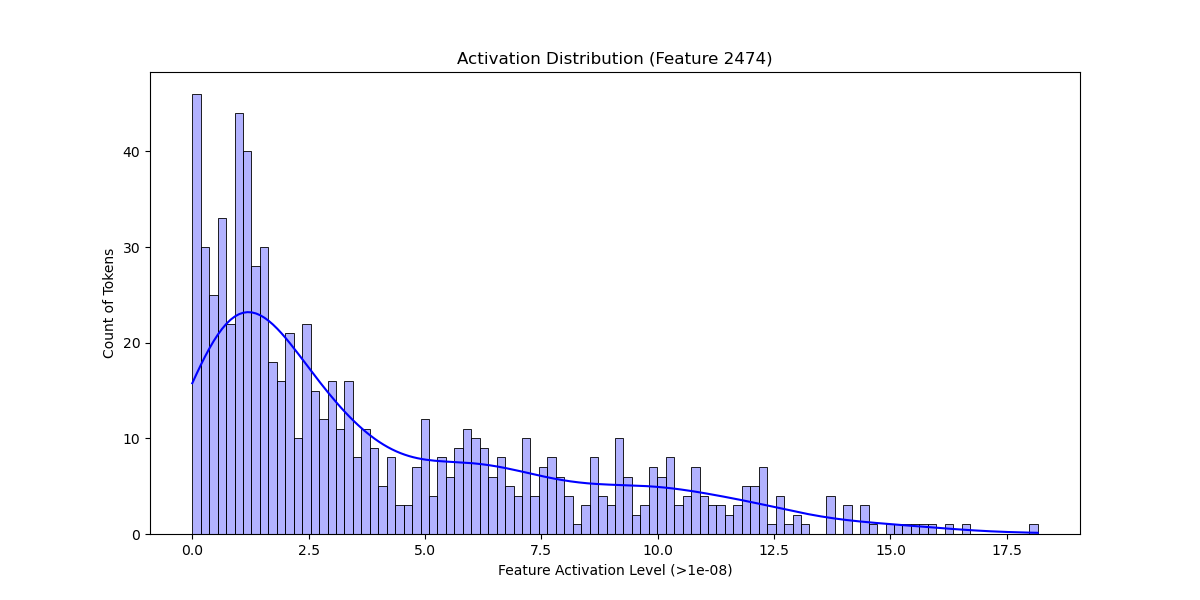 Activation Distribution (Feature 2474)
Count of Tokens
40
30
20
10
0
0.0 2.5 5.0 7.5 10.0 12.5 15.0 17.5
Feature Activation Level (>1e-08)